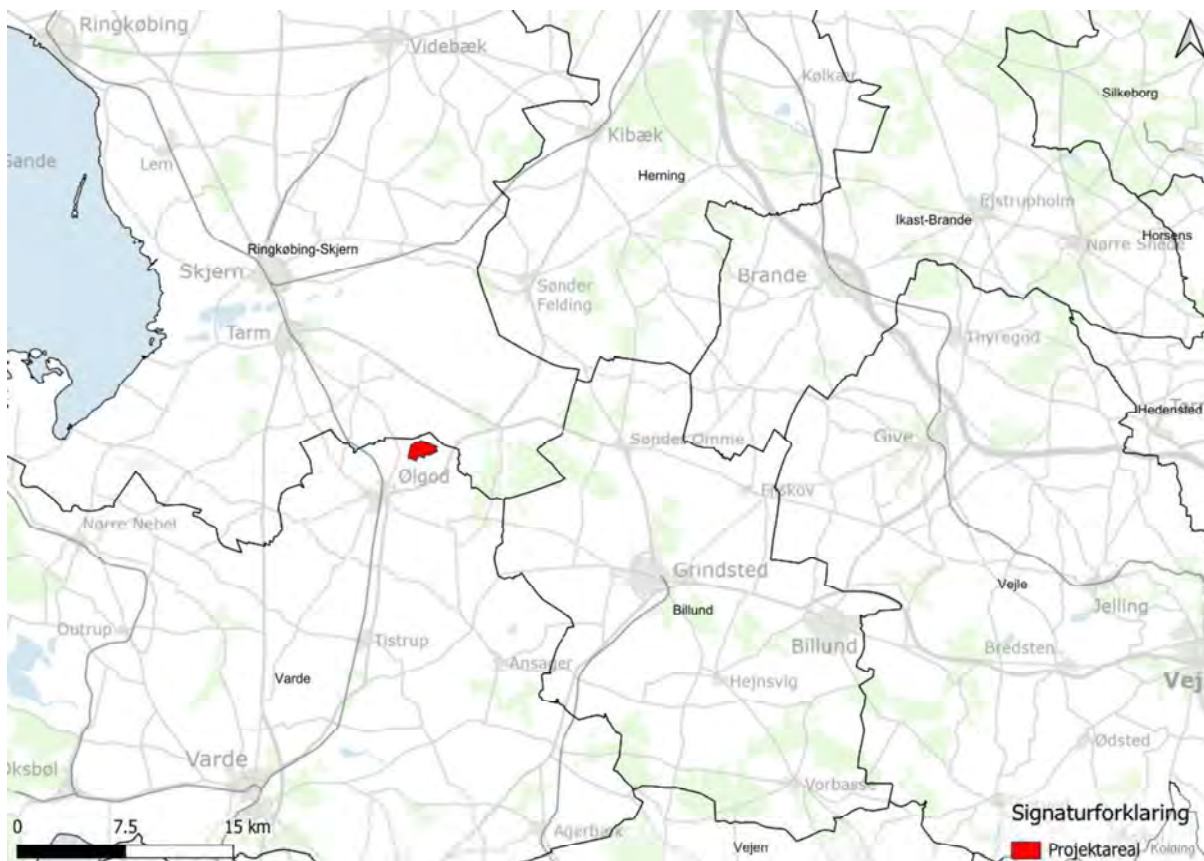 Ringkøbing
Videbæk
Kølkær
Silkeborg
Kibæk
Lem
Herning
Ejstrupholm
Ikast-Brande
Horsens
Nørre Snede
Ringkøbing-Skjern
Skjern
Sønder
Felding
Brande
Tarm
Thyregod
Hedensted
Give
Sønder Omme
Ølgod
Filskov
Nørre Nebel
Grindsted
Vejle
Billund
Jelling
Outrup
Tistrup
Billund
Bredsten
Ansager
Varde
Hejnsvig
Vej
Ødsted
Varde
Oksbøl
Vorbasse
Signaturforklaring
0 7.5 15 km
Agerbæk
Vejen
Projektareal
Kolding